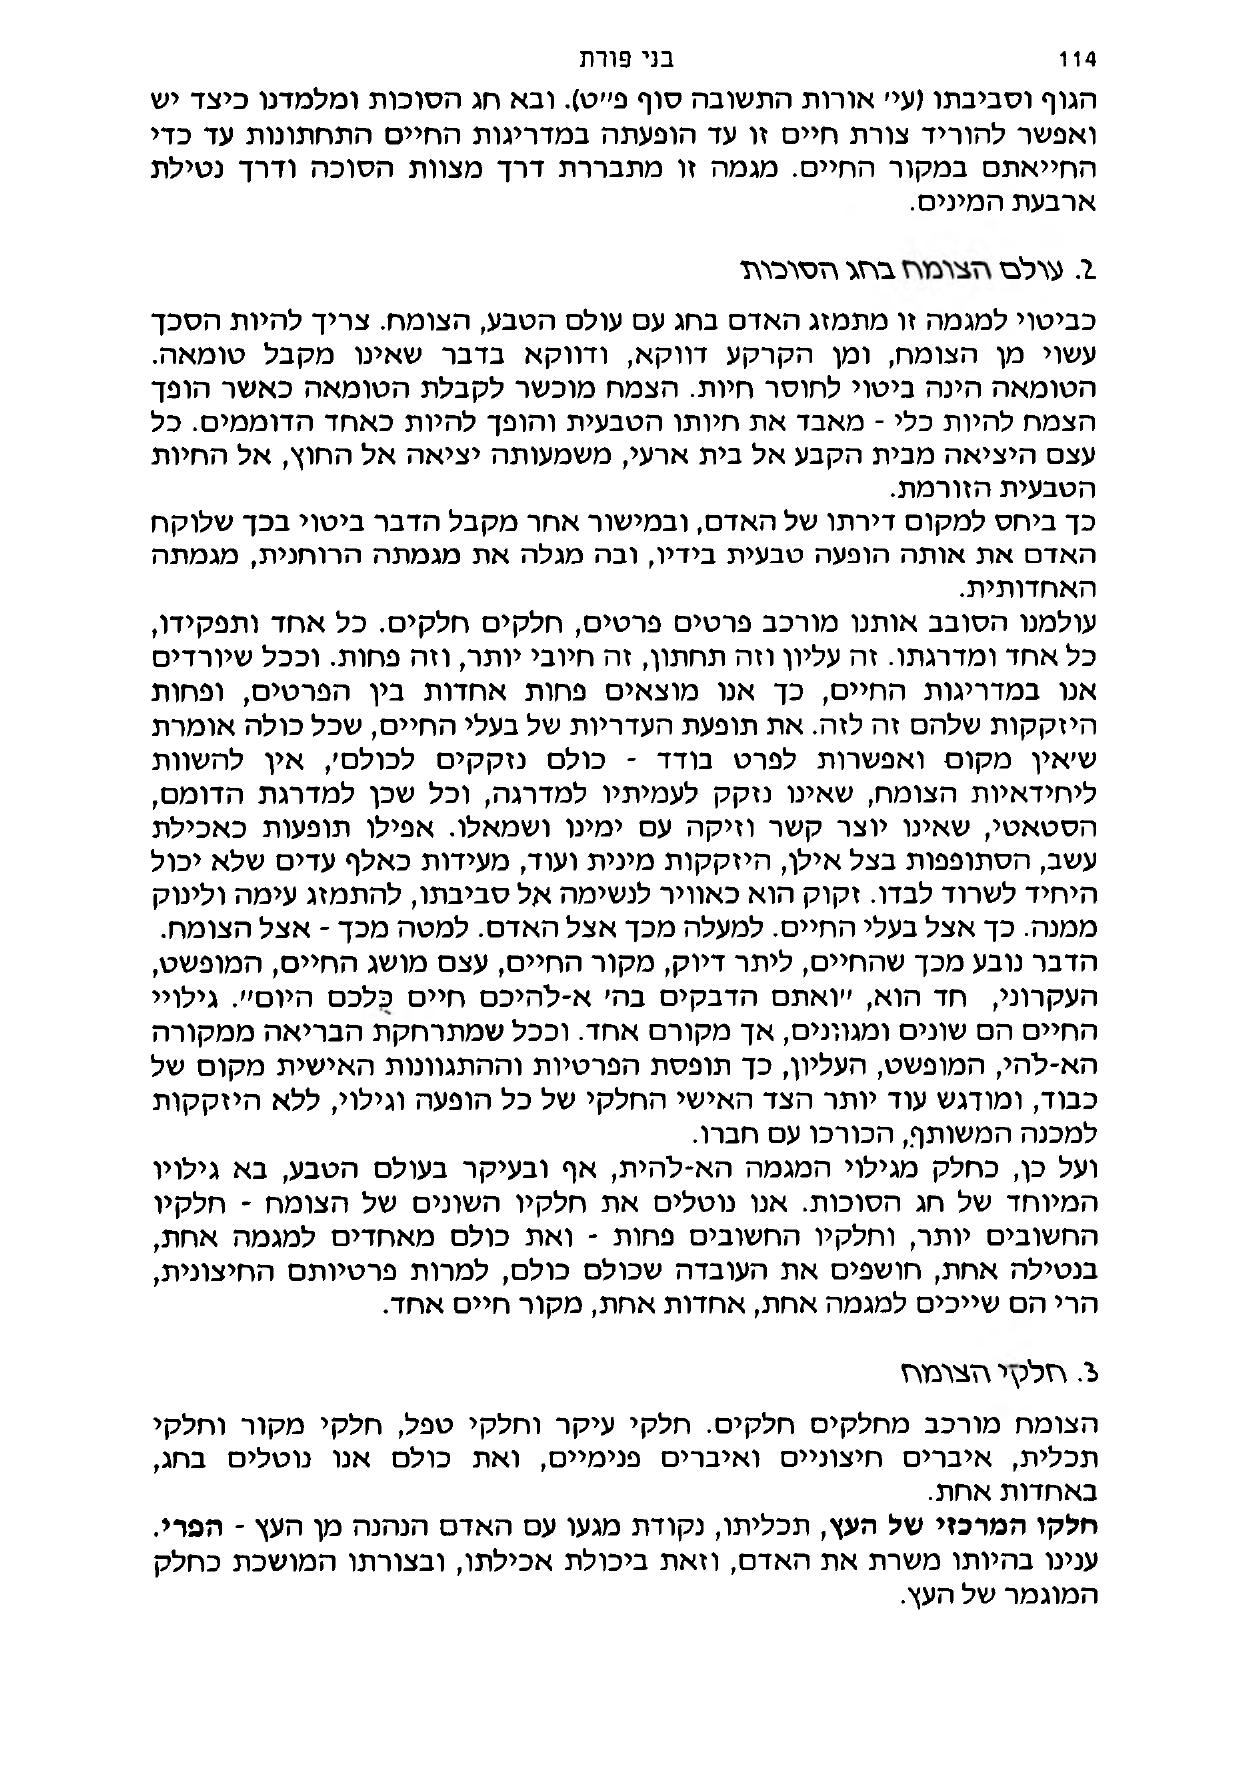 114
בני פורת
הגוף וסביבתו (עי' אורות התשובה סוף פ"ט). ובא חג הסוכות ומלמדנו כיצד יש
ואפשר להוריד צורת חיים זו עד הופעתה במדריגות החיים התחתונות עד כדי
החייאתם במקור החיים. מגמה זו מתבררת דרך מצוות הסוכה ודרך נטילת
ארבעת המינים.
2. עולם הצומח בחג הסוכות
כביטוי למגמה זו מתמזג האדם בחג עם עולם הטבע, הצומח. צריך להיות הסכך
עשוי מן הצומח, ומן הקרקע דווקא, ודווקא בדבר שאינו מקבל טומאה.
הטומאה הינה ביטוי לחוסר חיות. הצמח מוכשר לקבלת הטומאה כאשר הופך
הצמח להיות כלי - מאבד את חיותו הטבעית והופך להיות כאחד הדוממים. כל
עצם היציאה מבית הקבע אל בית ארעי, משמעותה יציאה אל החוץ, אל החיות
הטבעית הזורמת.
כך ביחס למקום דירתו של האדם, ובמישור אחר מקבל הדבר ביטוי בכך שלוקח
האדם את אותה הופעה טבעית בידיו, ובה מגלה את מגמתה הרוחנית, מגמתה
האחדותית.
עולמנו הסובב אותנו מורכב פרטים פרטים, חלקים חלקים. כל אחד ותפקידו,
כל אחד ומדרגתו. זה עליון וזה תחתון, זה חיובי יותר, וזה פחות. וככל שיורדים
אנו במדריגות החיים, כך אנו מוצאים פחות אחדות בין הפרטים, ופחות
היזקקות שלהם זה לזה. את תופעת העדריות של בעלי החיים, שכל כולה אומרת
ש'אין מקום ואפשרות לפרט בודד - כולם נזקקים לכולם', אין להשוות
ליחידאיות הצומח, שאינו נזקק לעמיתיו למדרגה, וכל שכן למדרגת הדומם,
הסטאטי, שאינו יוצר קשר וזיקה עם ימינו ושמאלו. אפילו תופעות כאכילת
עשב, הסתופפות בצל אילן, היזקקות מינית ועוד, מעידות כאלף עדים שלא יכול
היחיד לשרוד לבדו. זקוק הוא כאוויר לנשימה אל סביבתו, להתמזג עימה ולינוק
ממנה. כך אצל בעלי החיים. למעלה מכך אצל האדם. למטה מכך - אצל הצומח.
הדבר נובע מכך שהחיים, ליתר דיוק, מקור החיים, עצם מושג החיים, המופשט,
העקרוני, חד הוא, "ואתם הדבקים בה' א-להיכם חיים כֻּלכם היום". גילויי
החיים הם שונים ומגוונים, אך מקורם אחד. וככל שמתרחקת הבריאה ממקורה
הא-להי, המופשט, העליון, כך תופסת הפרטיות וההתגוונות האישית מקום של
כבוד, ומודגש עוד יותר הצד האישי החלקי של כל הופעה וגילוי, ללא היזקקות
למכנה המשותף, הכורכו עם חברו.
ועל כן, כחלק מגילוי המגמה הא-להית, אף ובעיקר בעולם הטבע, בא גילויו
המיוחד של חג הסוכות. אנו נוטלים את חלקיו השונים של הצומח - חלקיו
החשובים יותר, וחלקיו החשובים פחות - ואת כולם מאחדים למגמה אחת,
בנטילה אחת, חושפים את העובדה שכולם כולם, למרות פרטיותם החיצונית,
הרי הם שייכים למגמה אחת, אחדות אחת, מקור חיים אחד.
3. חלקי הצומח
הצומח מורכב מחלקים חלקים. חלקי עיקר וחלקי טפל, חלקי מקור וחלקי
תכלית, איברים חיצוניים ואיברים פנימיים, ואת כולם אנו נוטלים בחג,
באחדות אחת.
חלקו המרכזי של העץ, תכליתו, נקודת מגעו עם האדם הנהנה מן העץ - הפרי.
ענינו בהיותו משרת את האדם, וזאת ביכולת אכילתו, ובצורתו המושכת כחלק
המוגמר של העץ.